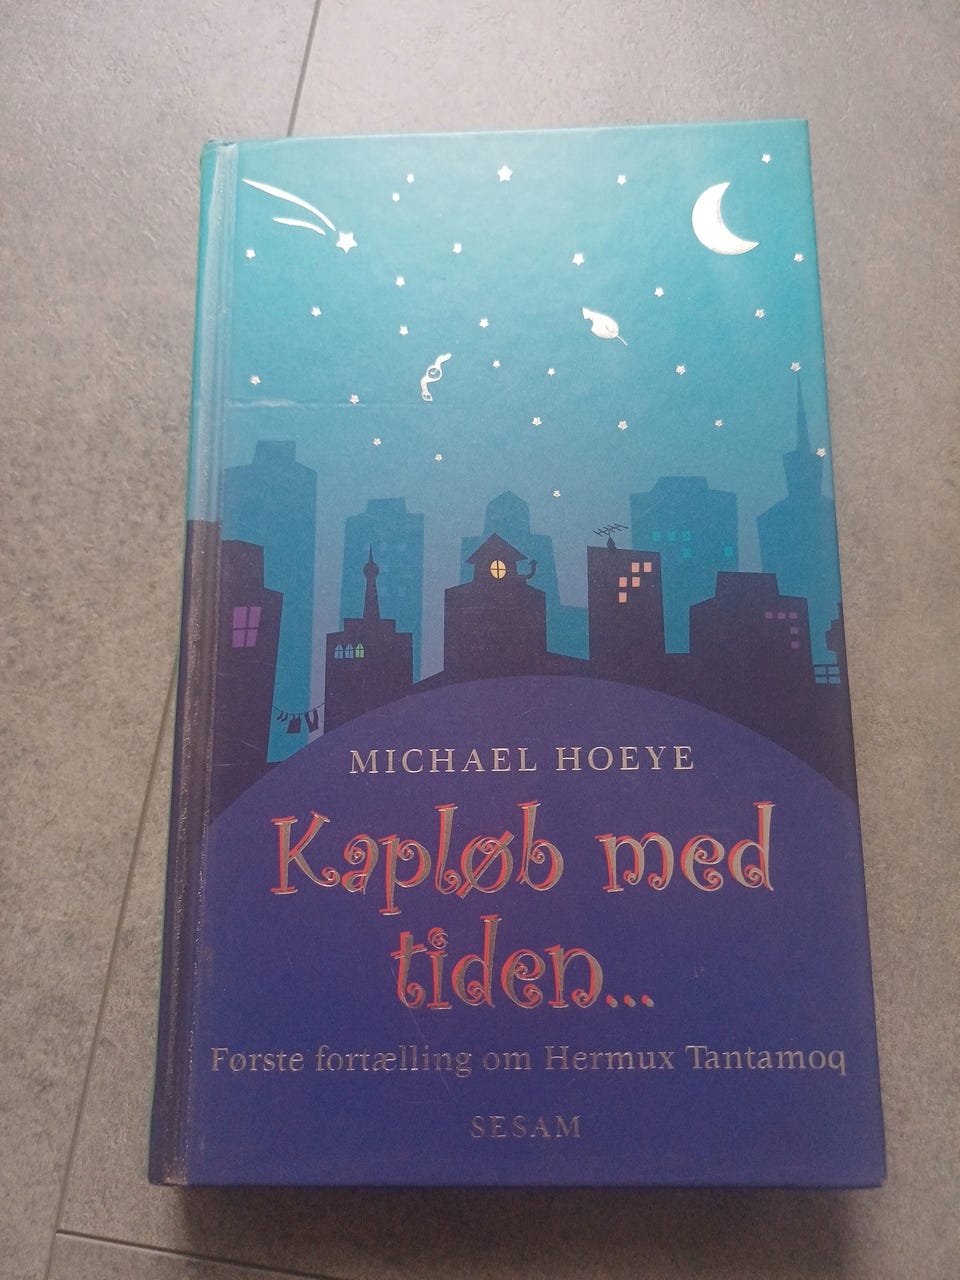 MICHAEL HOEYE
Kapløb med
tiden...
Første fortælling om Hermux Tantamoq
SESAM